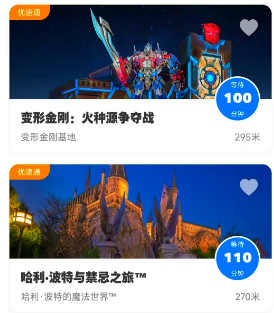 优速通
等待
100
分钟
变形金刚：火种源争夺战
变形金刚基地
295米
优速通
等待
110
分钟
哈利·波特与禁忌之旅™
哈利·波特的魔法世界™
270米